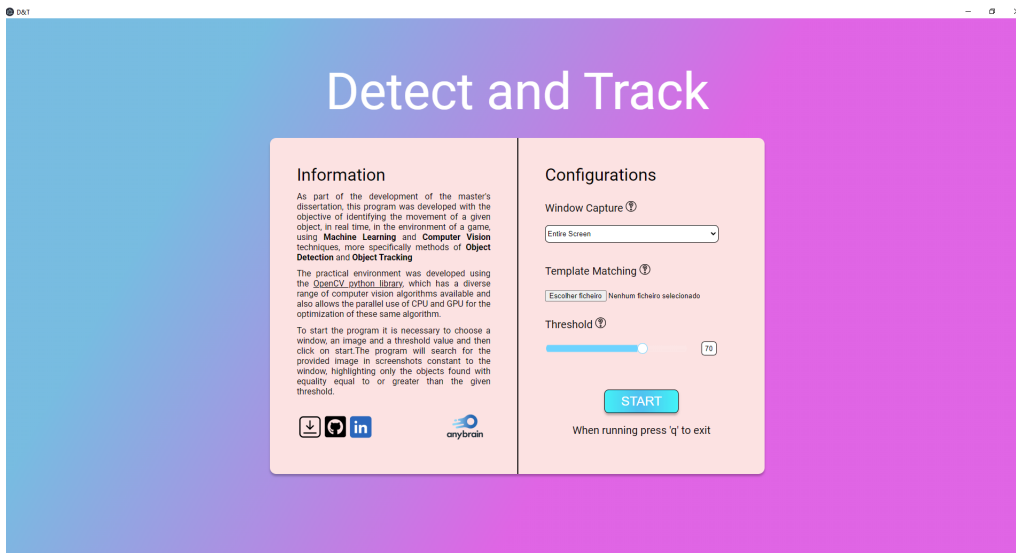 D&T
Detect and Track
Information
As part of the development of the master's
dissertation, this program was developed with the
objective of identifying the movement of a given
object, in real time, in the environment of a game,
using Machine Learning and Computer Vision
techniques, more specifically methods of Object
Detection and Object Tracking
The practical environment was developed using
the OpenCV python library, which has a diverse
range of computer vision algorithms available and
also allows the parallel use of CPU and GPU for the
optimization of these same algorithm.
To start the program it is necessary to choose a
window, an image and a threshold value and then
click on start.The program will search for the
provided image in screenshots constant to the
window, highlighting only the objects found with
equality equal to or greater than the given
threshold.
in
anybrain
Configurations
Window Capture
Entire Screen
Template Matching
Escolher ficheiro Nenhum ficheiro selecionado
Threshold
70
START
When running press 'q' to exit